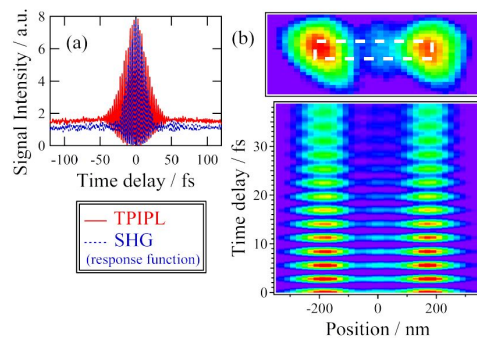 (a)
Signal Intensity / a.u.
8
6
4
2
0
-100 -50 0 50 100
Time delay / fs
TPIPL
SHG
(response function)
(b)
Time delay / fs
30
20
10
0
-200 0 200
Position / nm